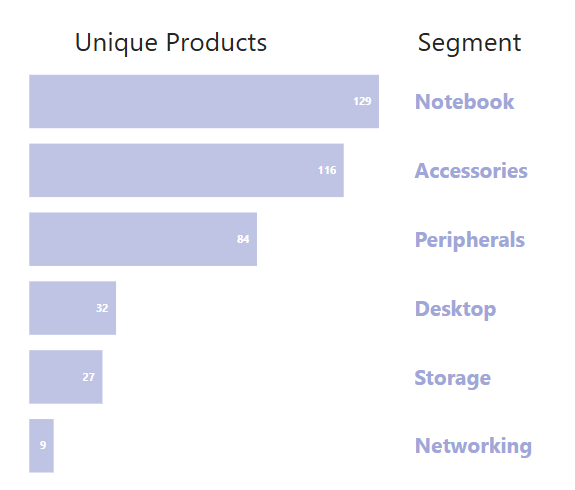 Unique Products Segment
129 Notebook
116 Accessories
84 Peripherals
32 Desktop
27 Storage
9 Networking